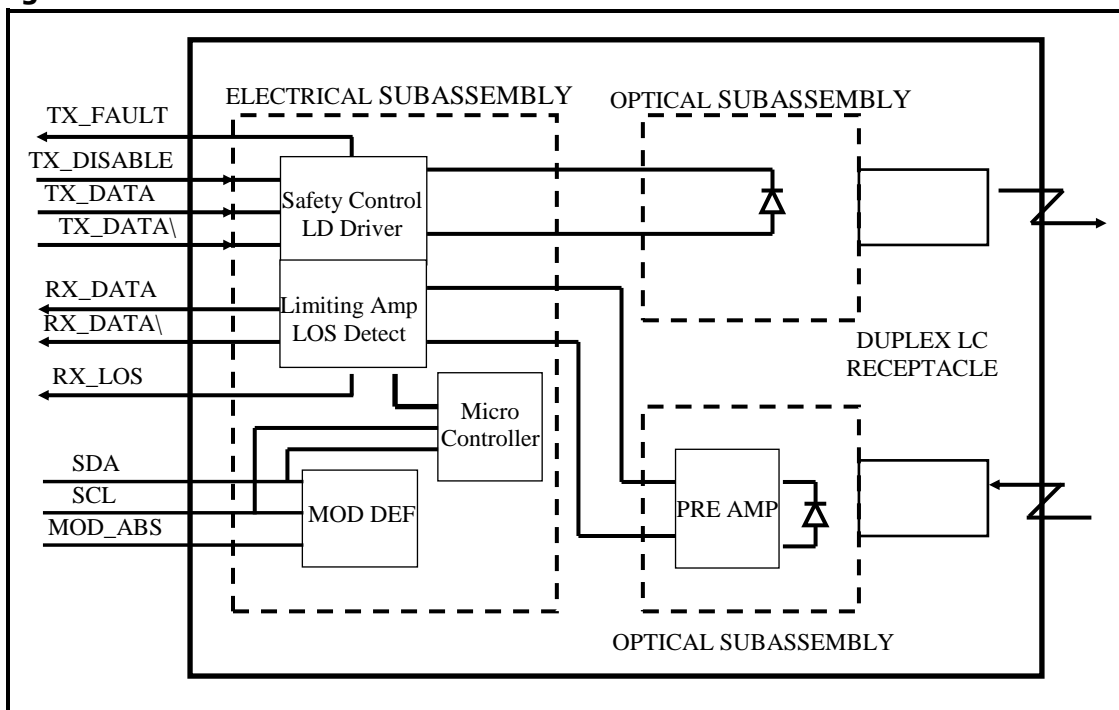 ELECTRICAL SUBASSEMBLY
OPTICAL SUBASSEMBLY
TX_FAULT
TX_DISABLE
TX_DATA
TX_DATA\
Safety Control
LD Driver
RX_DATA
RX_DATA\
Limiting Amp
LOS Detect
DUPLEX LC
RECEPTACLE
RX_LOS
Micro
Controller
SDA
SCL
MOD_ABS
MOD DEF
PRE AMP
OPTICAL SUBASSEMBLY